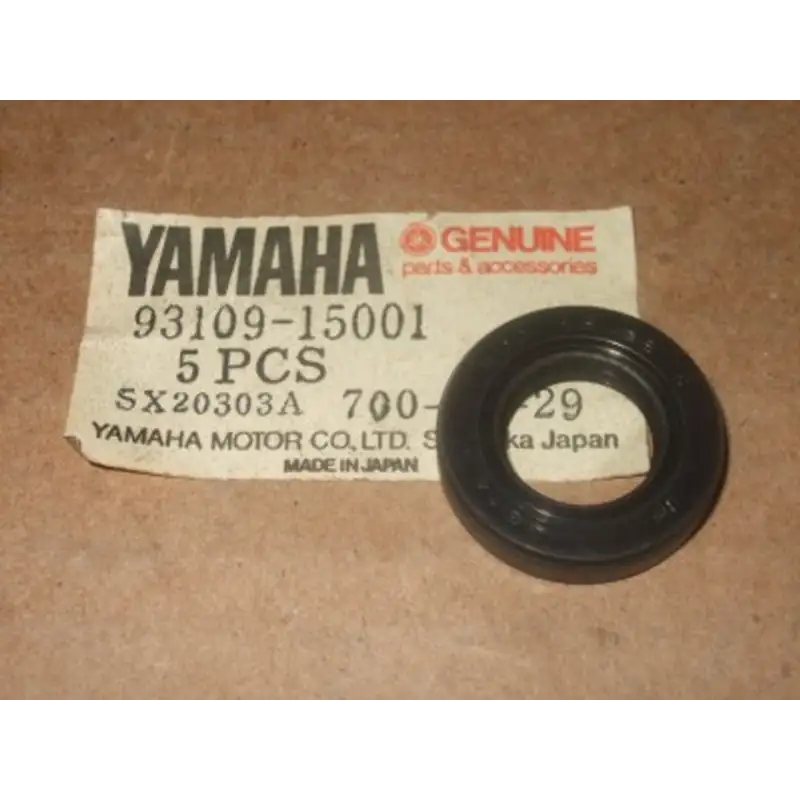 YAMAHA GENUINE
parts & accessories
93109-15001
5 PCS
SX20303A 700- -29
YAMAHA MOTOR CO., LTD. S ka Japan
MADE IN JAPAN